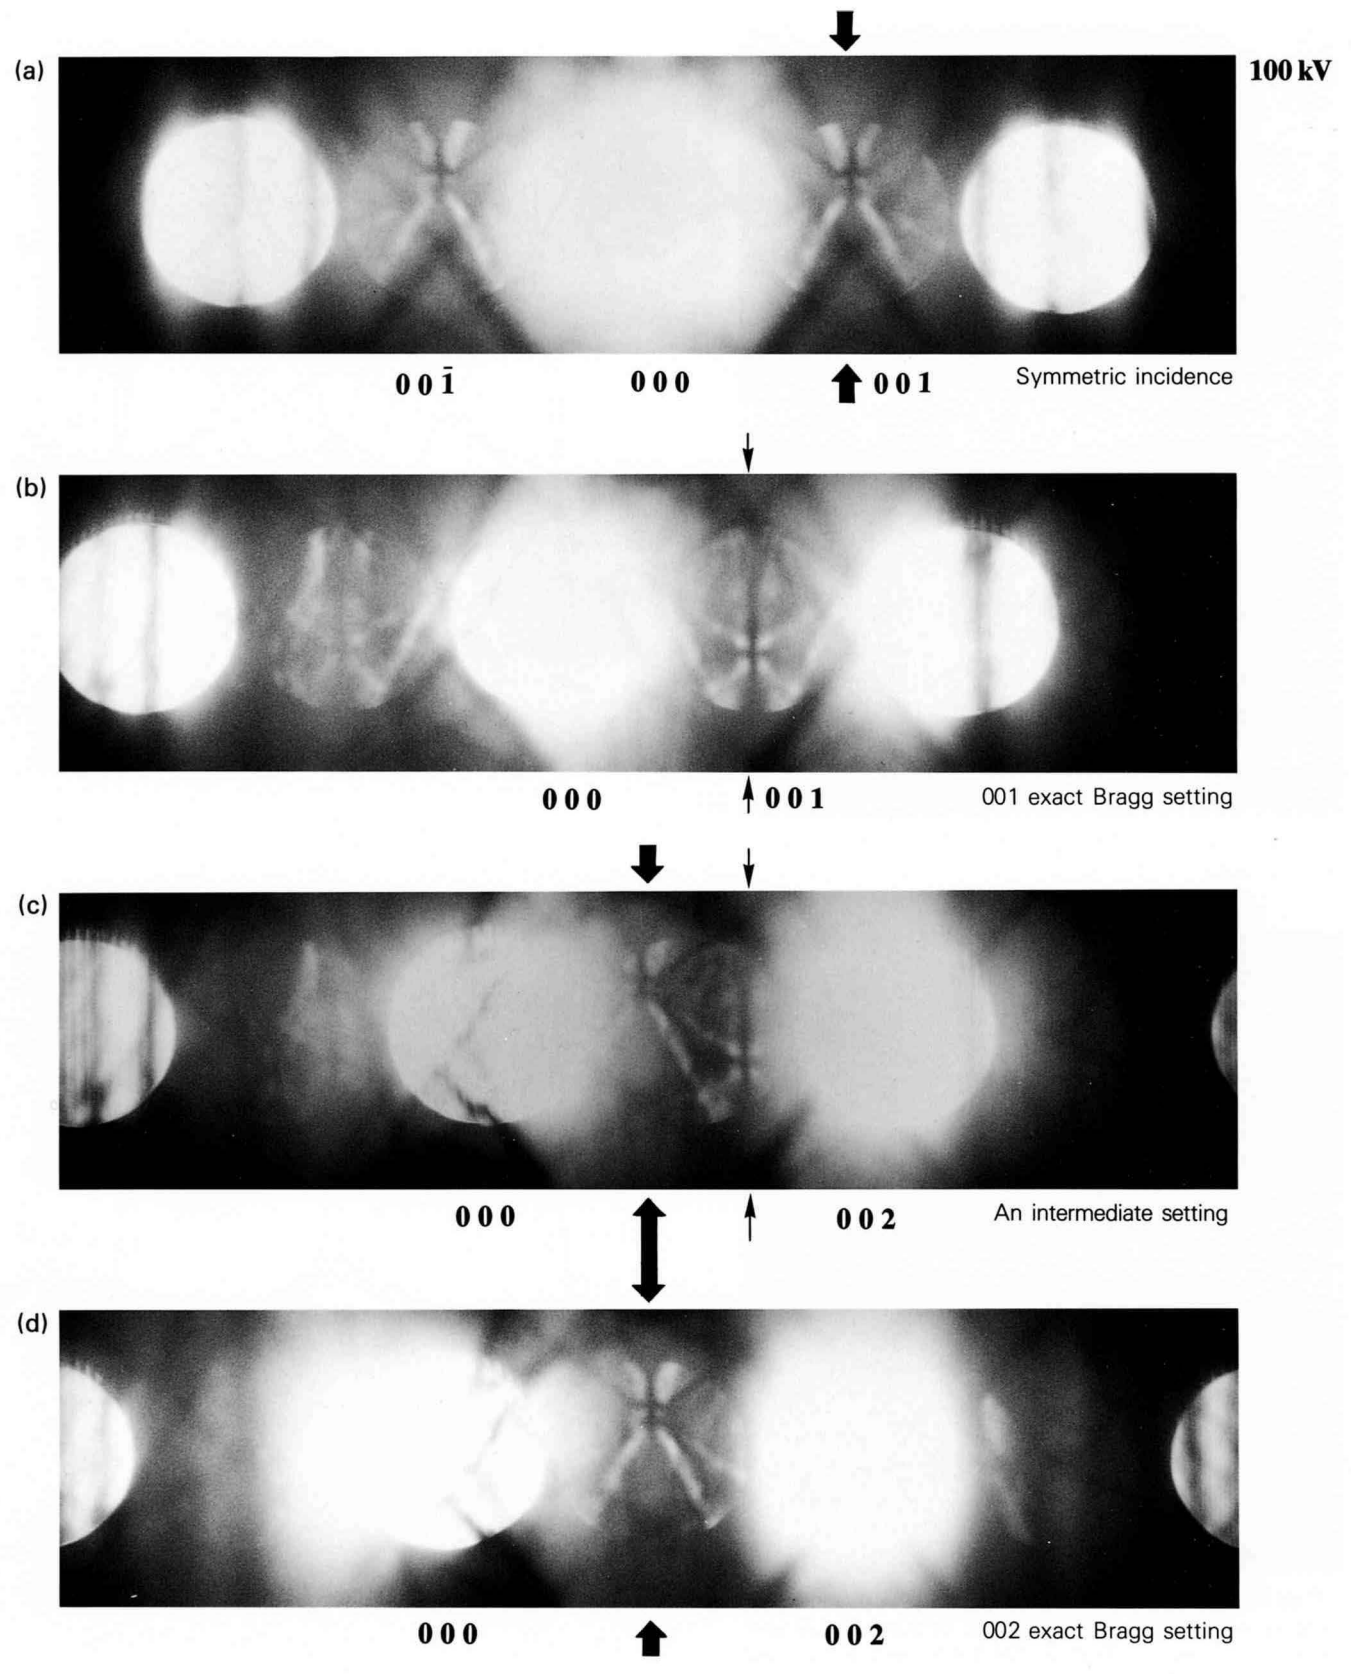 (a)
100 kV
0 0 1̄ 0 0 0 0 0 1 Symmetric incidence
(b)
0 0 0 0 0 1 001 exact Bragg setting
(c)
0 0 0 0 0 2 An intermediate setting
(d)
0 0 0 0 0 2 002 exact Bragg setting